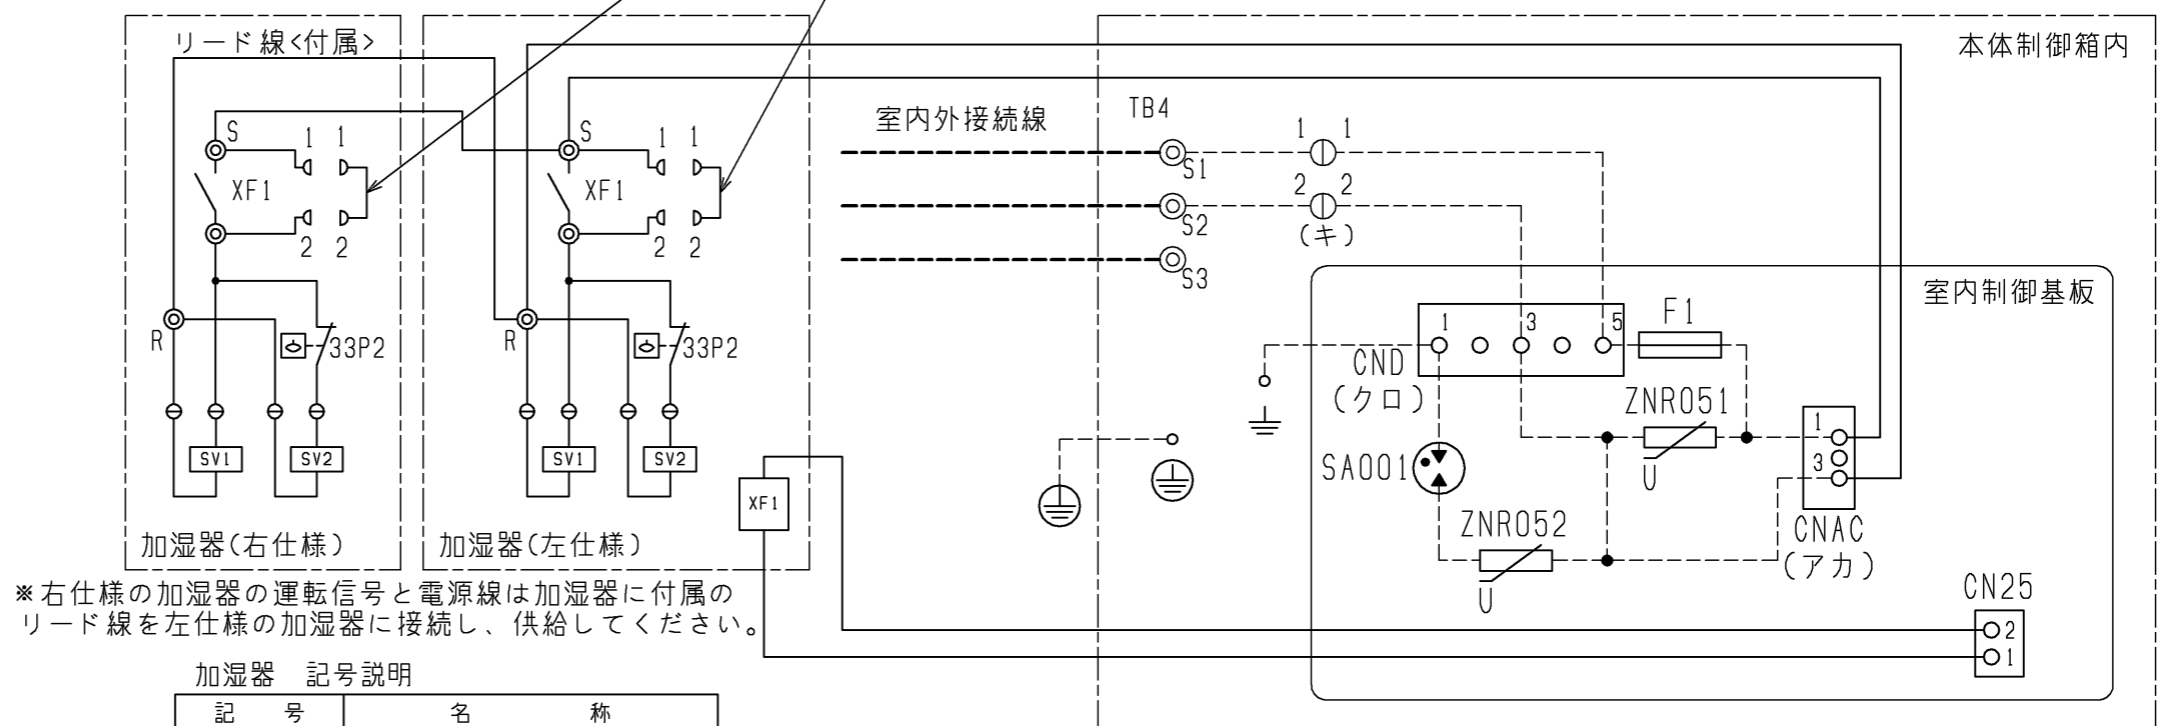 リード線<付属>
本体制御箱内
室内外接続線
TB4
S
1
1
XF1
2
2
R
33P2
SV1
SV2
加湿器(右仕様)
S
1
1
XF1
2
2
R
33P2
SV1
SV2
加湿器(左仕様)
XF1
1
1
S1
2
2
S2
(キ)
S3
室内制御基板
F1
1
3
5
CND
(クロ)
ZNR051
U
SA001
ZNR052
U
1
3
CNAC
(アカ)
CN25
2
1
※右仕様の加湿器の運転信号と電源線は加湿器に付属の
リード線を左仕様の加湿器に接続し、供給してください。
加湿器 記号説明
記 号 名 称